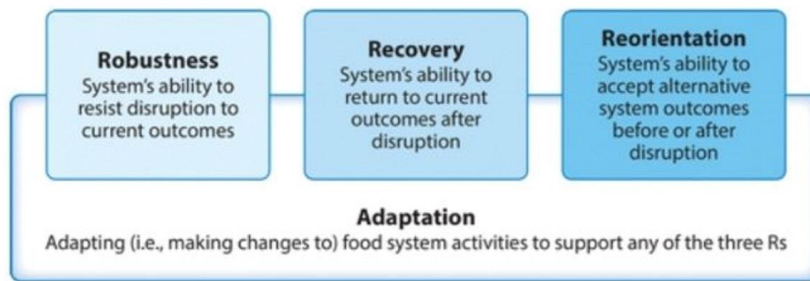 Robustness
System's ability to
resist disruption to
current outcomes
Recovery
System's ability to
return to current
outcomes after
disruption
Reorientation
System's ability to
accept alternative
system outcomes
before or after
disruption
Adaptation
Adapting (i.e., making changes to) food system activities to support any of the three Rs